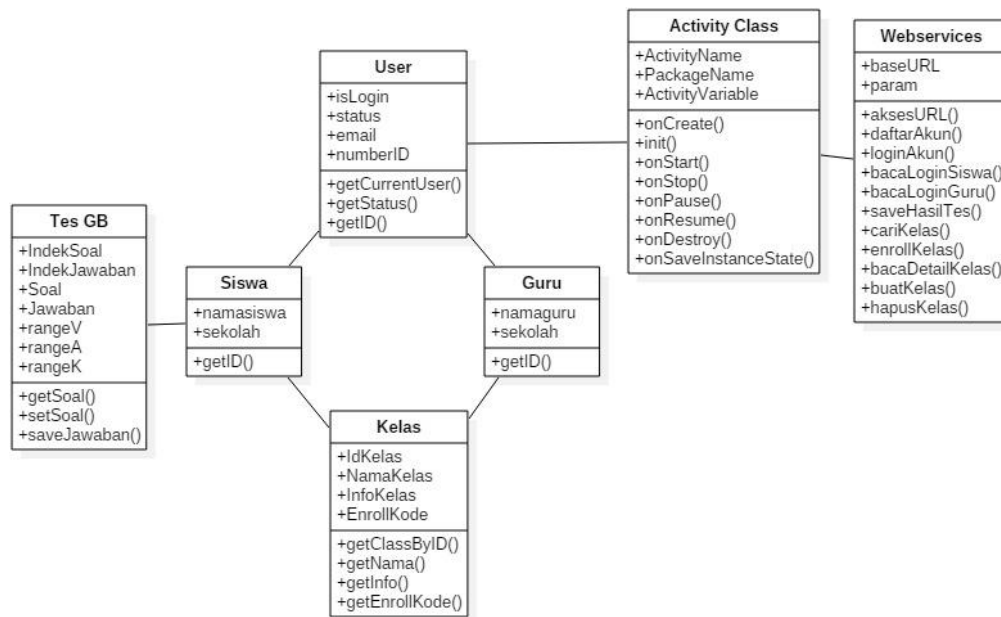 User
+isLogin
+status
+email
+numberID
+getCurrentUser()
+getStatus()
+getID()
Activity Class
+ActivityName
+PackageName
+ActivityVariable
+onCreate()
+init()
+onStart()
+onStop()
+onPause()
+onResume()
+onDestroy()
+onSaveInstanceState()
Webservices
+baseURL
+param
+aksesURL()
+daftarAkun()
+loginAkun()
+bacaLoginSiswa()
+bacaLoginGuru()
+saveHasilTes()
+cariKelas()
+enrollKelas()
+bacaDetailKelas()
+buatKelas()
+hapusKelas()
Tes GB
+IndekSoal
+IndekJawaban
+Soal
+Jawaban
+rangeV
+rangeA
+rangeK
+getSoal()
+setSoal()
+saveJawaban()
Siswa
+namasiswa
+sekolah
+getID()
Guru
+namaguru
+sekolah
+getID()
Kelas
+IdKelas
+NamaKelas
+InfoKelas
+EnrollKode
+getClassByID()
+getNama()
+getInfo()
+getEnrollKode()